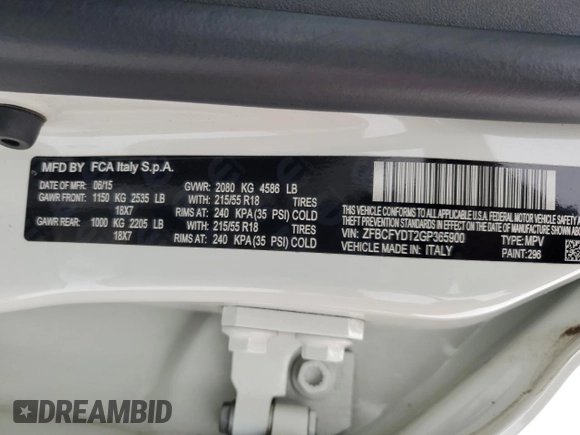 MFD BY FCA Italy S.p.A.
DATE OF MFR: 06/15 GVWR: 2080 KG 4586 LB
GAWR FRONT: 1150 KG 2535 LB WITH: 215/55 R18 TIRES
18X7 RIMS AT: 240 KPA(35 PSI) COLD
GAWR REAR: 1000 KG 2205 LB WITH: 215/55 R18 TIRES
18X7 RIMS AT: 240 KPA(35 PSI) COLD
THIS VEHICLE CONFORMS TO ALL APPLICABLE U.S.A. FEDERAL MOTOR VEHICLE
SAFETY, BUMPER, AND THEFT PREVENTION STANDARDS IN EFFECT ON THE DATE OF
MANUFACTURE SHOWN ABOVE
VIN: ZFBCFYDT2GP365900 TYPE: MPV
VEHICLE MADE IN: ITALY PAINT: 296
DREAMBID